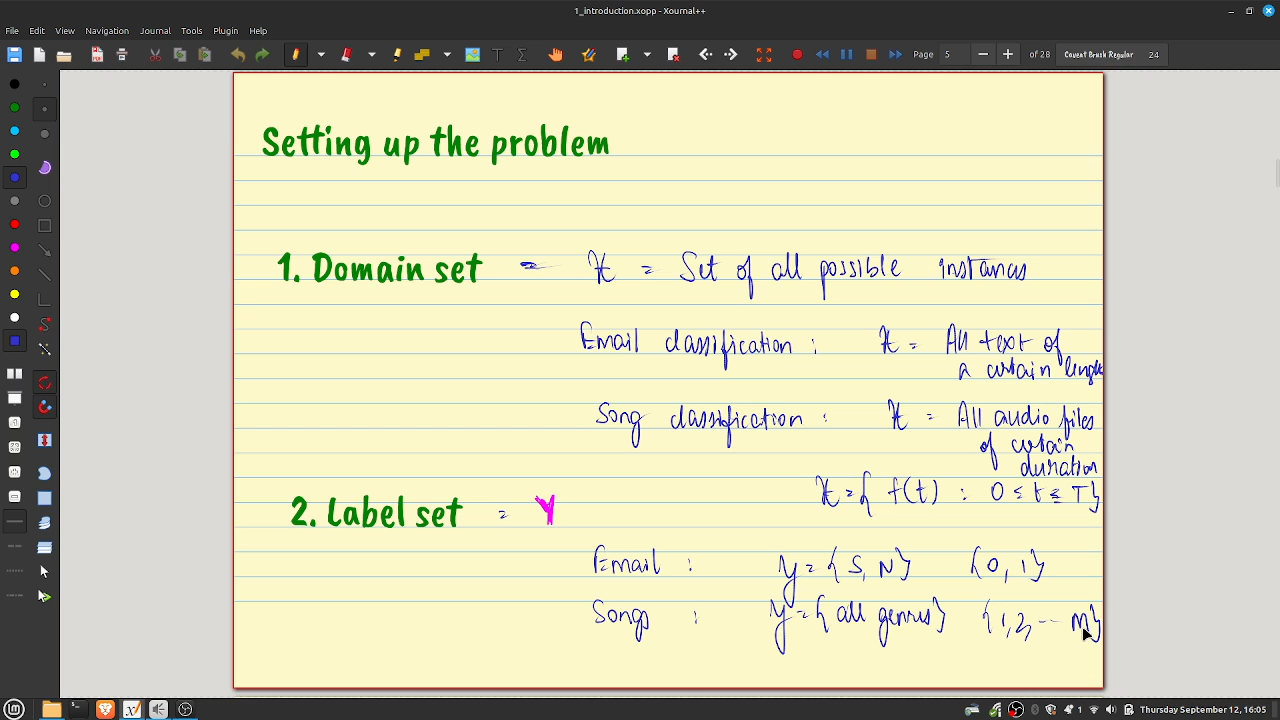 1_introduction.xopp - Xournal++
File Edit View Navigation Journal Tools Plugin Help
Page 5 of 28 Caveat Brush Regular 24
Setting up the problem
1. Domain set = X = Set of all possible instances
Email classification : X = All text of
a certain length
Song classification : X = All audio files
of certain
duration
X = { f(t) : 0 ≤ t ≤ T}
2. Label set = Y
Email : Y = { S, N} {0, 1}
Songs : Y = { all genres} {1,2, -- M}
1 Thursday September 12, 16:05